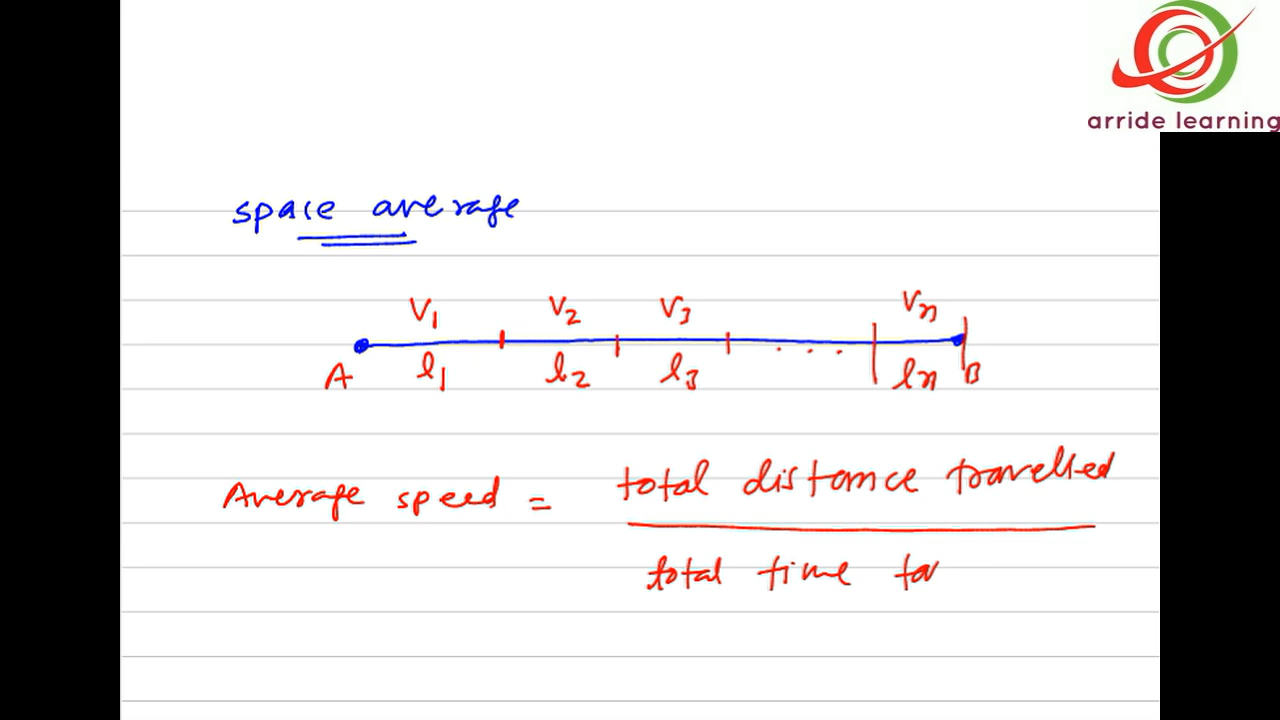 arride learning
space average
V1 V2 V3 Vn
A l1 l2 l3 ... ln B
Average speed = total distance travelled
total time ta